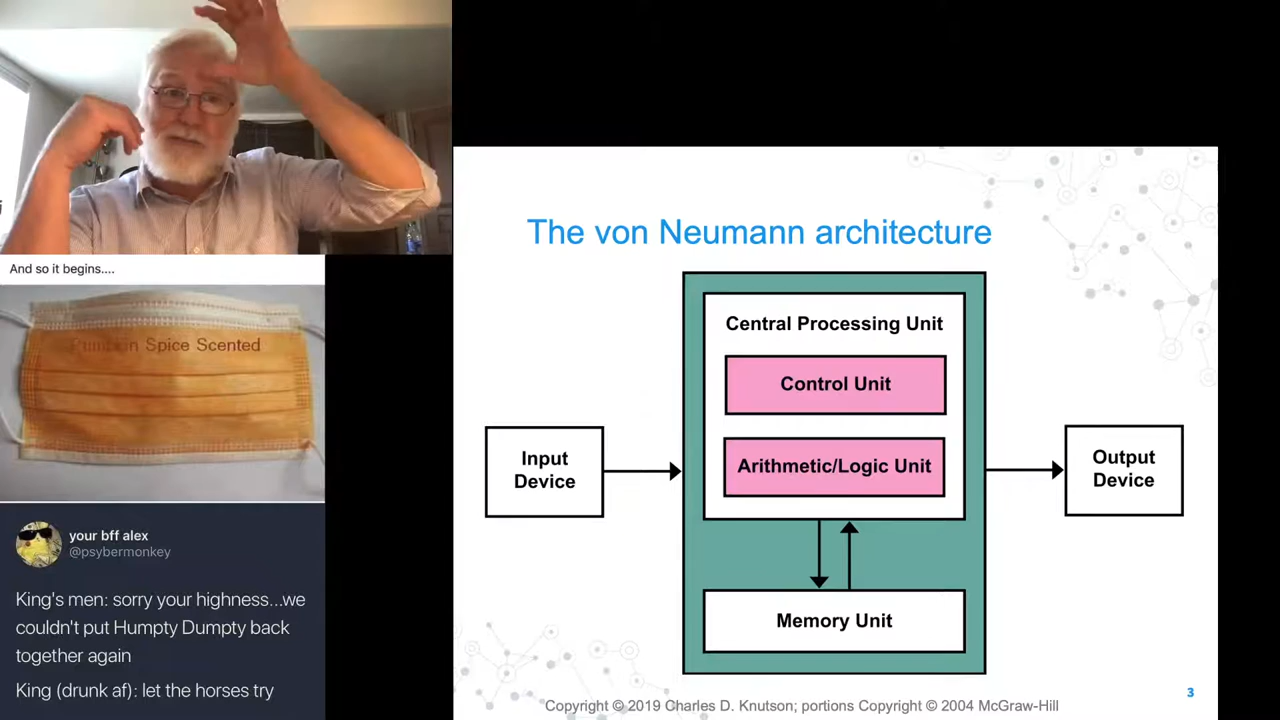 And so it begins....
Pumpkin Spice Scented
your bff alex
@psybermonkey
King's men: sorry your highness...we
couldn't put Humpty Dumpty back
together again
King (drunk af): let the horses try
The von Neumann architecture
Central Processing Unit
Control Unit
Arithmetic/Logic Unit
Input
Device
Output
Device
Memory Unit
Copyright © 2019 Charles D. Knutson; portions Copyright © 2004 McGraw-Hill
3